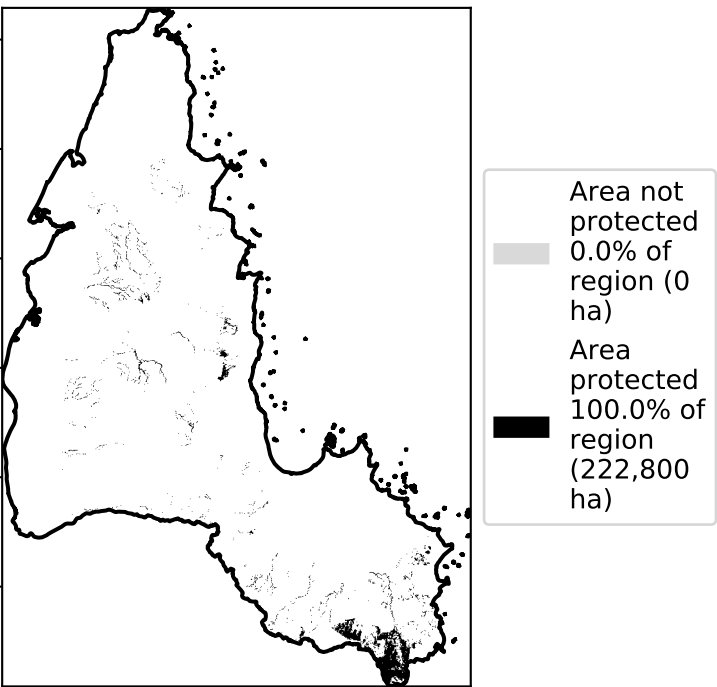 Area not
protected
0.0% of
region (0
ha)
Area
protected
100.0% of
region
(222,800
ha)